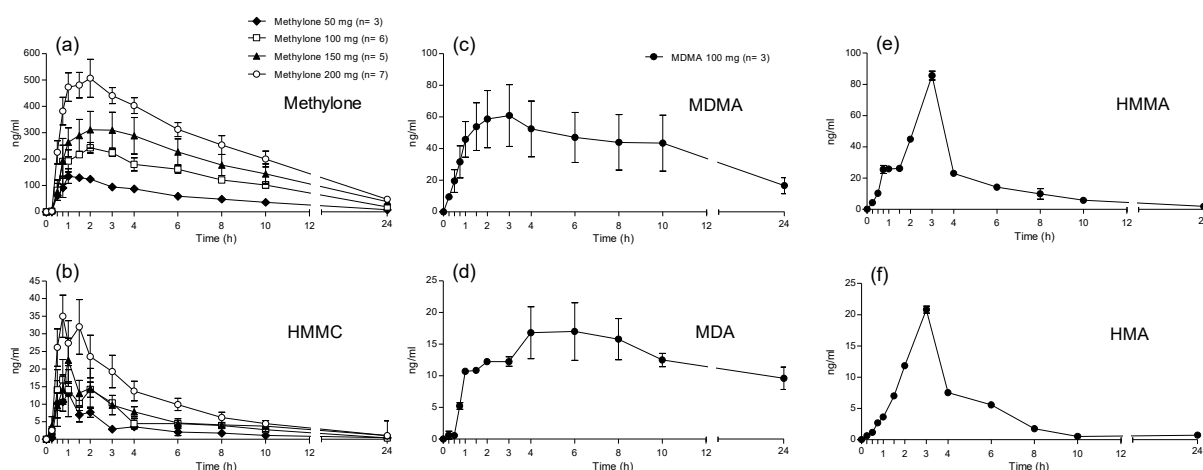 Methylone 50 mg (n= 3)
Methylone 100 mg (n= 6)
Methylone 150 mg (n= 5)
Methylone 200 mg (n= 7)
(a)
Methylone
ng/ml
600
500
400
300
200
100
0
0 1 2 3 4 6 8 10 12 24
Time (h)
(c)
MDMA 100 mg (n= 3)
MDMA
ng/ml
100
80
60
40
20
0
0 1 2 3 4 6 8 10 12 24
Time (h)
(e)
HMMA
ng/ml
100
80
60
40
20
0
0 1 2 3 4 6 8 10 12 24
Time (h)
(b)
HMMC
ng/ml
45
40
35
30
25
20
15
10
5
0
0 1 2 3 4 6 8 10 12 24
Time (h)
(d)
MDA
ng/ml
25
20
15
10
5
0
0 1 2 3 4 6 8 10 12 24
Time (h)
(f)
HMA
ng/ml
25
20
15
10
5
0
0 1 2 3 4 6 8 10 12 24
Time (h)